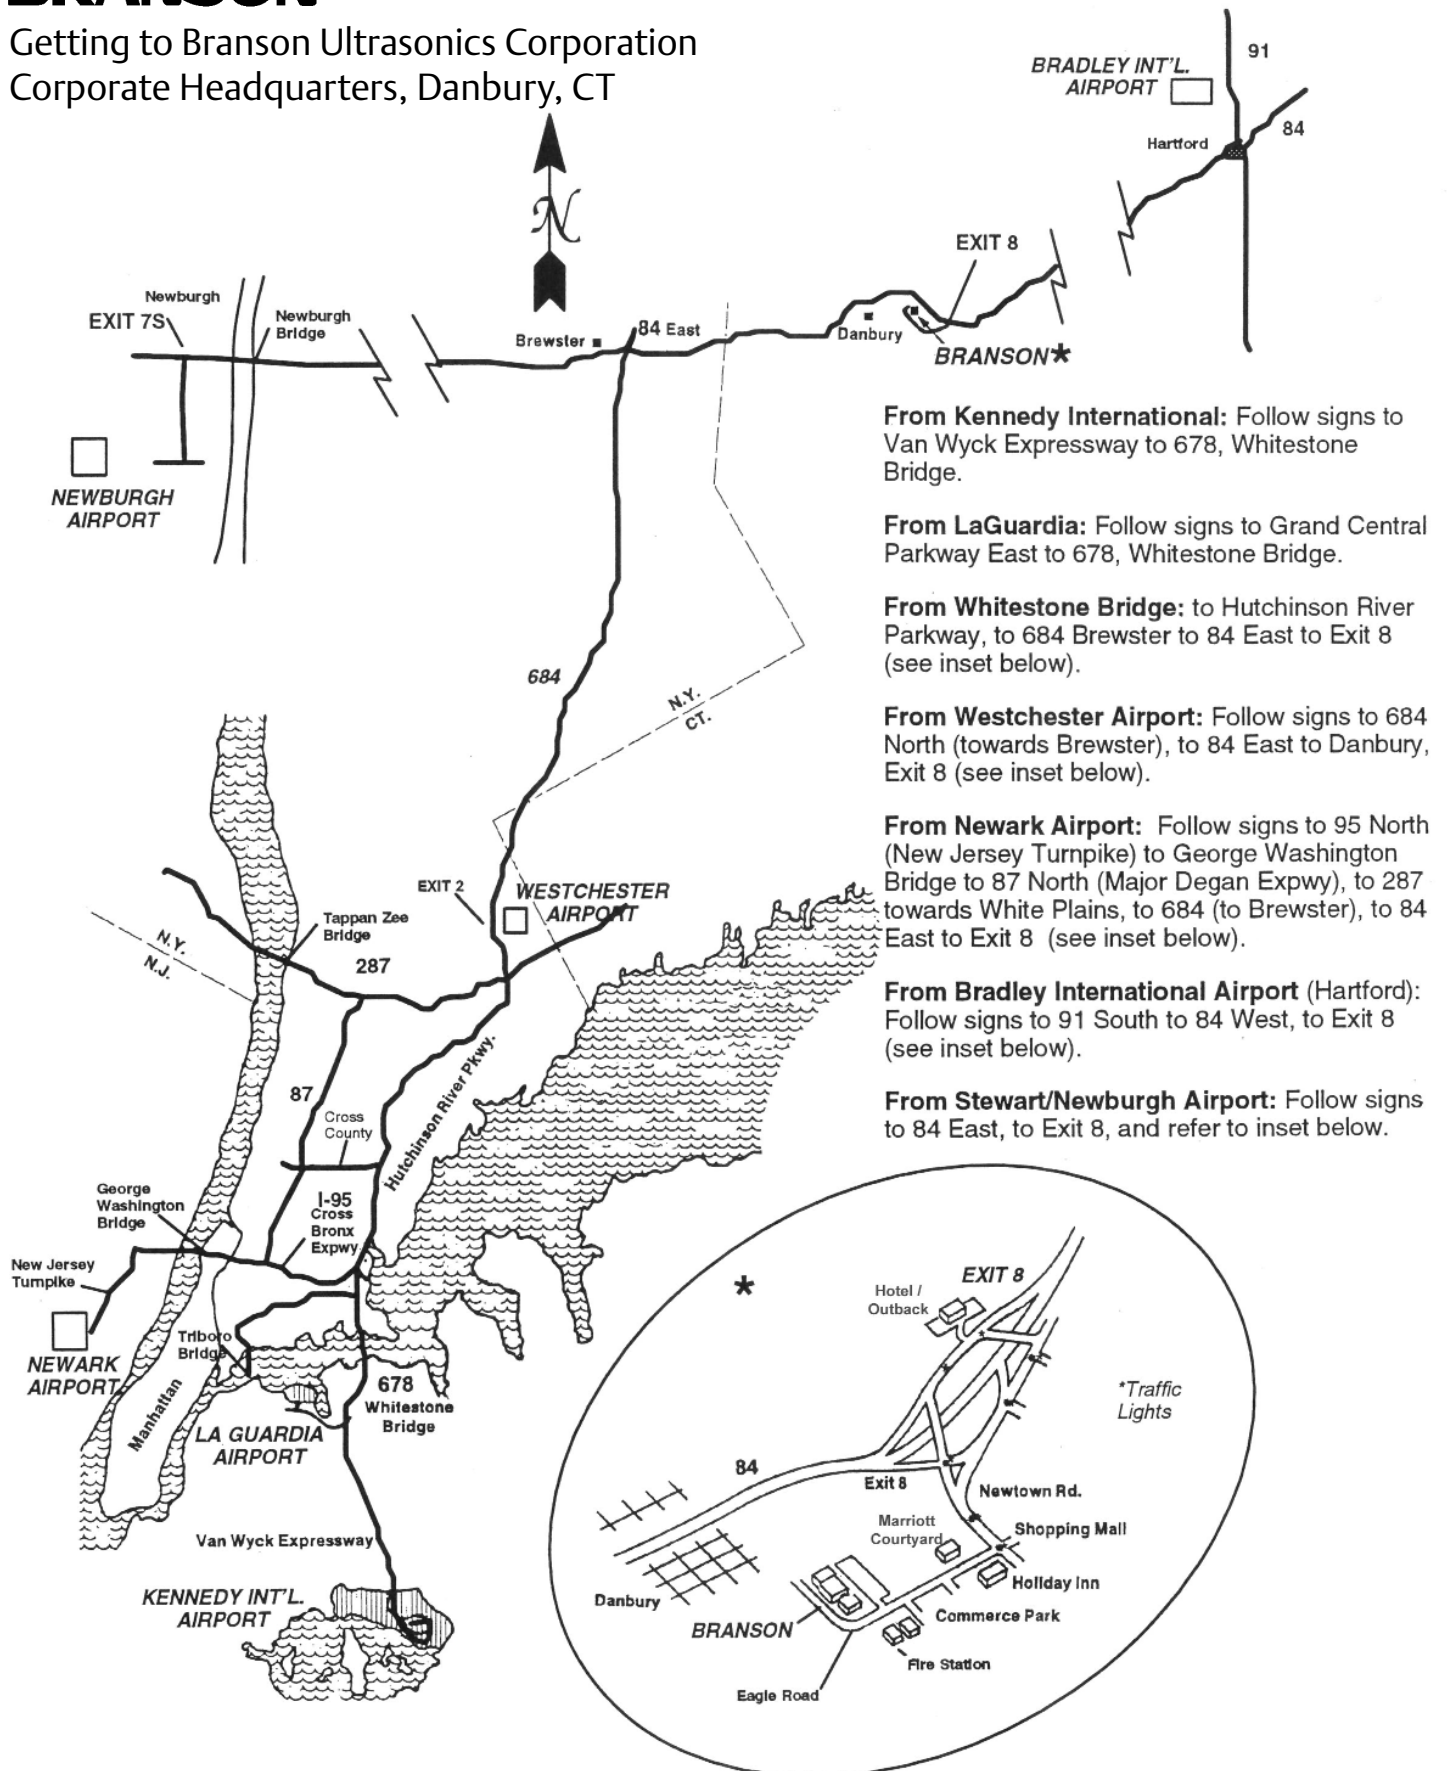 BRANSON
Getting to Branson Ultrasonics Corporation
Corporate Headquarters, Danbury, CT
91
BRADLEY INT'L.
AIRPORT
84
Hartford
N
EXIT 8
Newburgh
EXIT 7S
Newburgh
Bridge
Brewster
84 East
Danbury
BRANSON*
NEWBURGH
AIRPORT
From Kennedy International: Follow signs to
Van Wyck Expressway to 678, Whitestone
Bridge.
From LaGuardia: Follow signs to Grand Central
Parkway East to 678, Whitestone Bridge.
From Whitestone Bridge: to Hutchinson River
Parkway, to 684 Brewster to 84 East to Exit 8
(see inset below).
From Westchester Airport: Follow signs to 684
North (towards Brewster), to 84 East to Danbury,
Exit 8 (see inset below).
From Newark Airport: Follow signs to 95 North
(New Jersey Turnpike) to George Washington
Bridge to 87 North (Major Degan Expwy), to 287
towards White Plains, to 684 (to Brewster), to 84
East to Exit 8 (see inset below).
From Bradley International Airport (Hartford):
Follow signs to 91 South to 84 West, to Exit 8
(see inset below).
From Stewart/Newburgh Airport: Follow signs
to 84 East, to Exit 8, and refer to inset below.
684
N.Y.
CT.
EXIT 2
WESTCHESTER
AIRPORT
Tappan Zee
Bridge
N.Y.
N.J.
287
Hutchinson River Pkwy.
87
Cross
County
George
Washington
Bridge
I-95
Cross
Bronx
Expwy
New Jersey
Turnpike
NEWARK
AIRPORT
Triboro
Bridge
Manhattan
678
Whitestone
Bridge
LA GUARDIA
AIRPORT
Van Wyck Expressway
KENNEDY INT'L.
AIRPORT
*
EXIT 8
Hotel /
Outback
*Traffic
Lights
84
Exit 8
Newtown Rd.
Marriott
Courtyard
Shopping Mall
Holiday Inn
Danbury
BRANSON
Commerce Park
Fire Station
Eagle Road